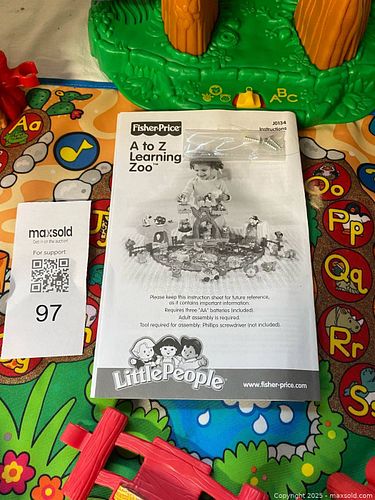 ABC
Aa
Fisher-Price
J0134
Instructions
A to Z
Learning
Zoo™
maxsold
For support
97
Oo
Pp
Qq
Rr
Ss
Please keep this instruction sheet for future reference,
as it contains important information.
Requires three "AA" batteries (included).
Adult assembly is required.
Tool required for assembly: Phillips screwdriver (not included).
Little People
www.fisher-price.com
Copyright 2025 - maxsold.com